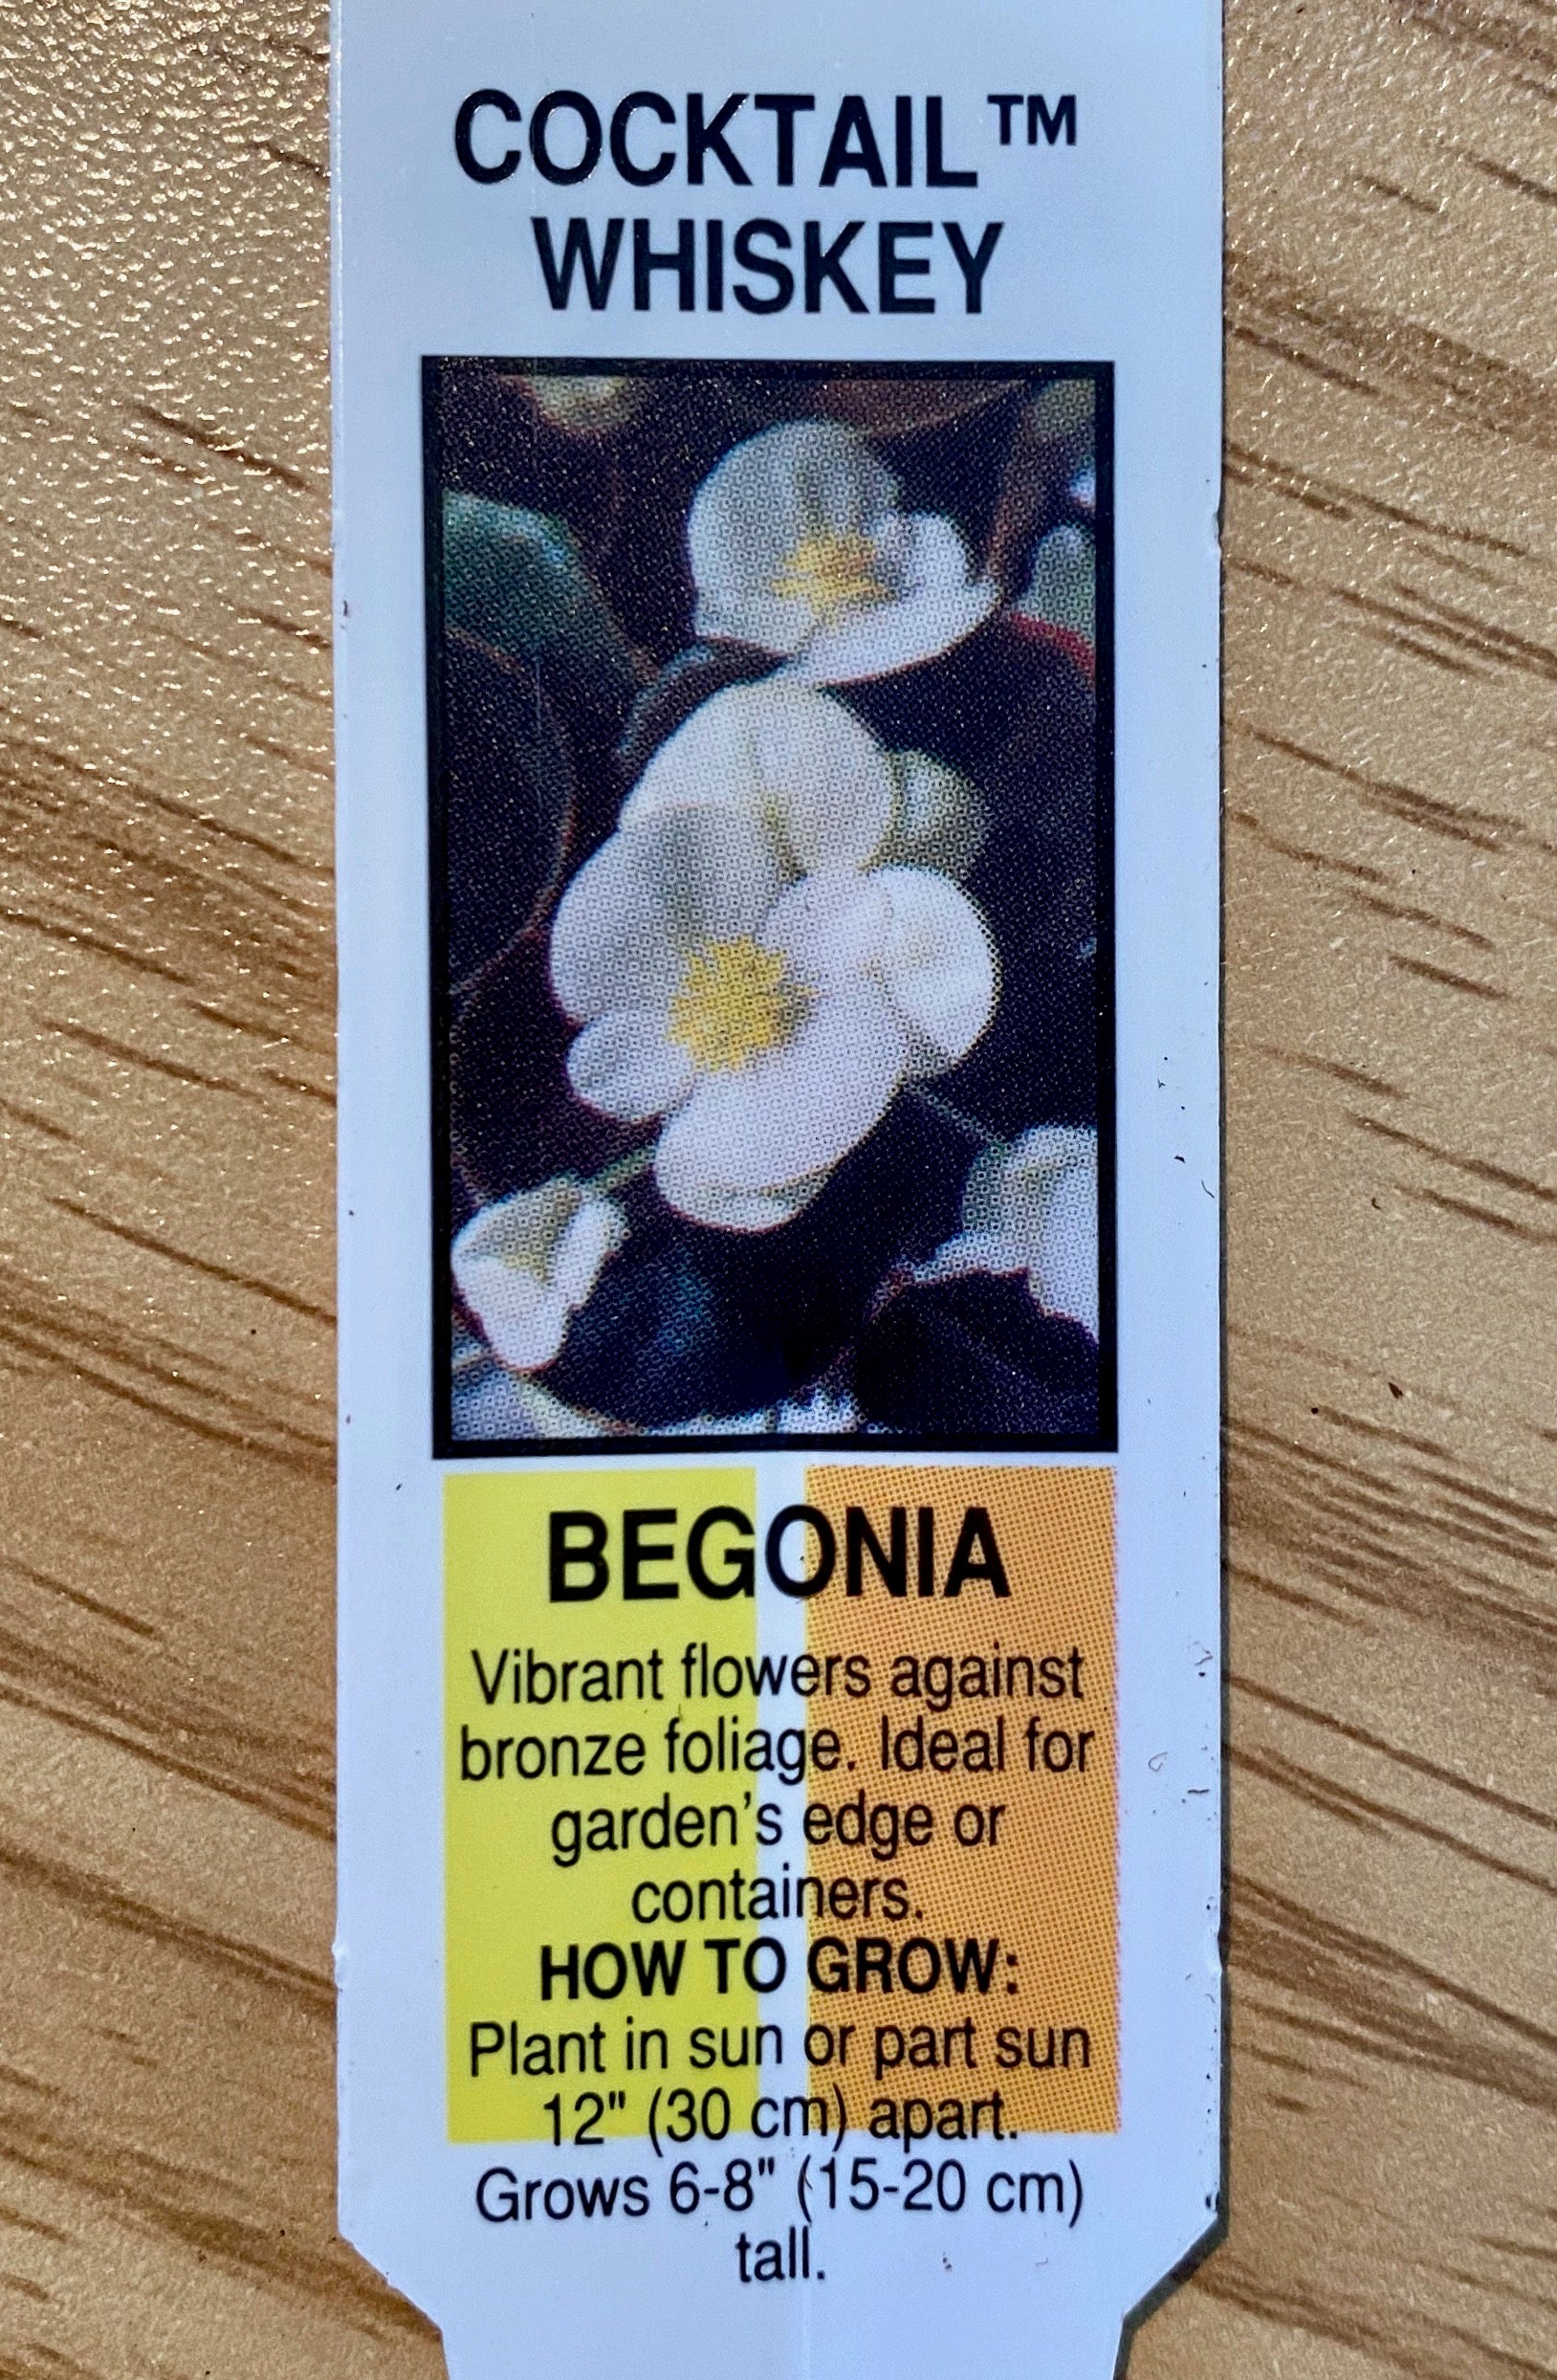 COCKTAIL™
WHISKEY
BEGONIA
Vibrant flowers against
bronze foliage. Ideal for
garden's edge or
containers.
HOW TO GROW:
Plant in sun or part sun
12" (30 cm) apart.
Grows 6-8" (15-20 cm)
tall.